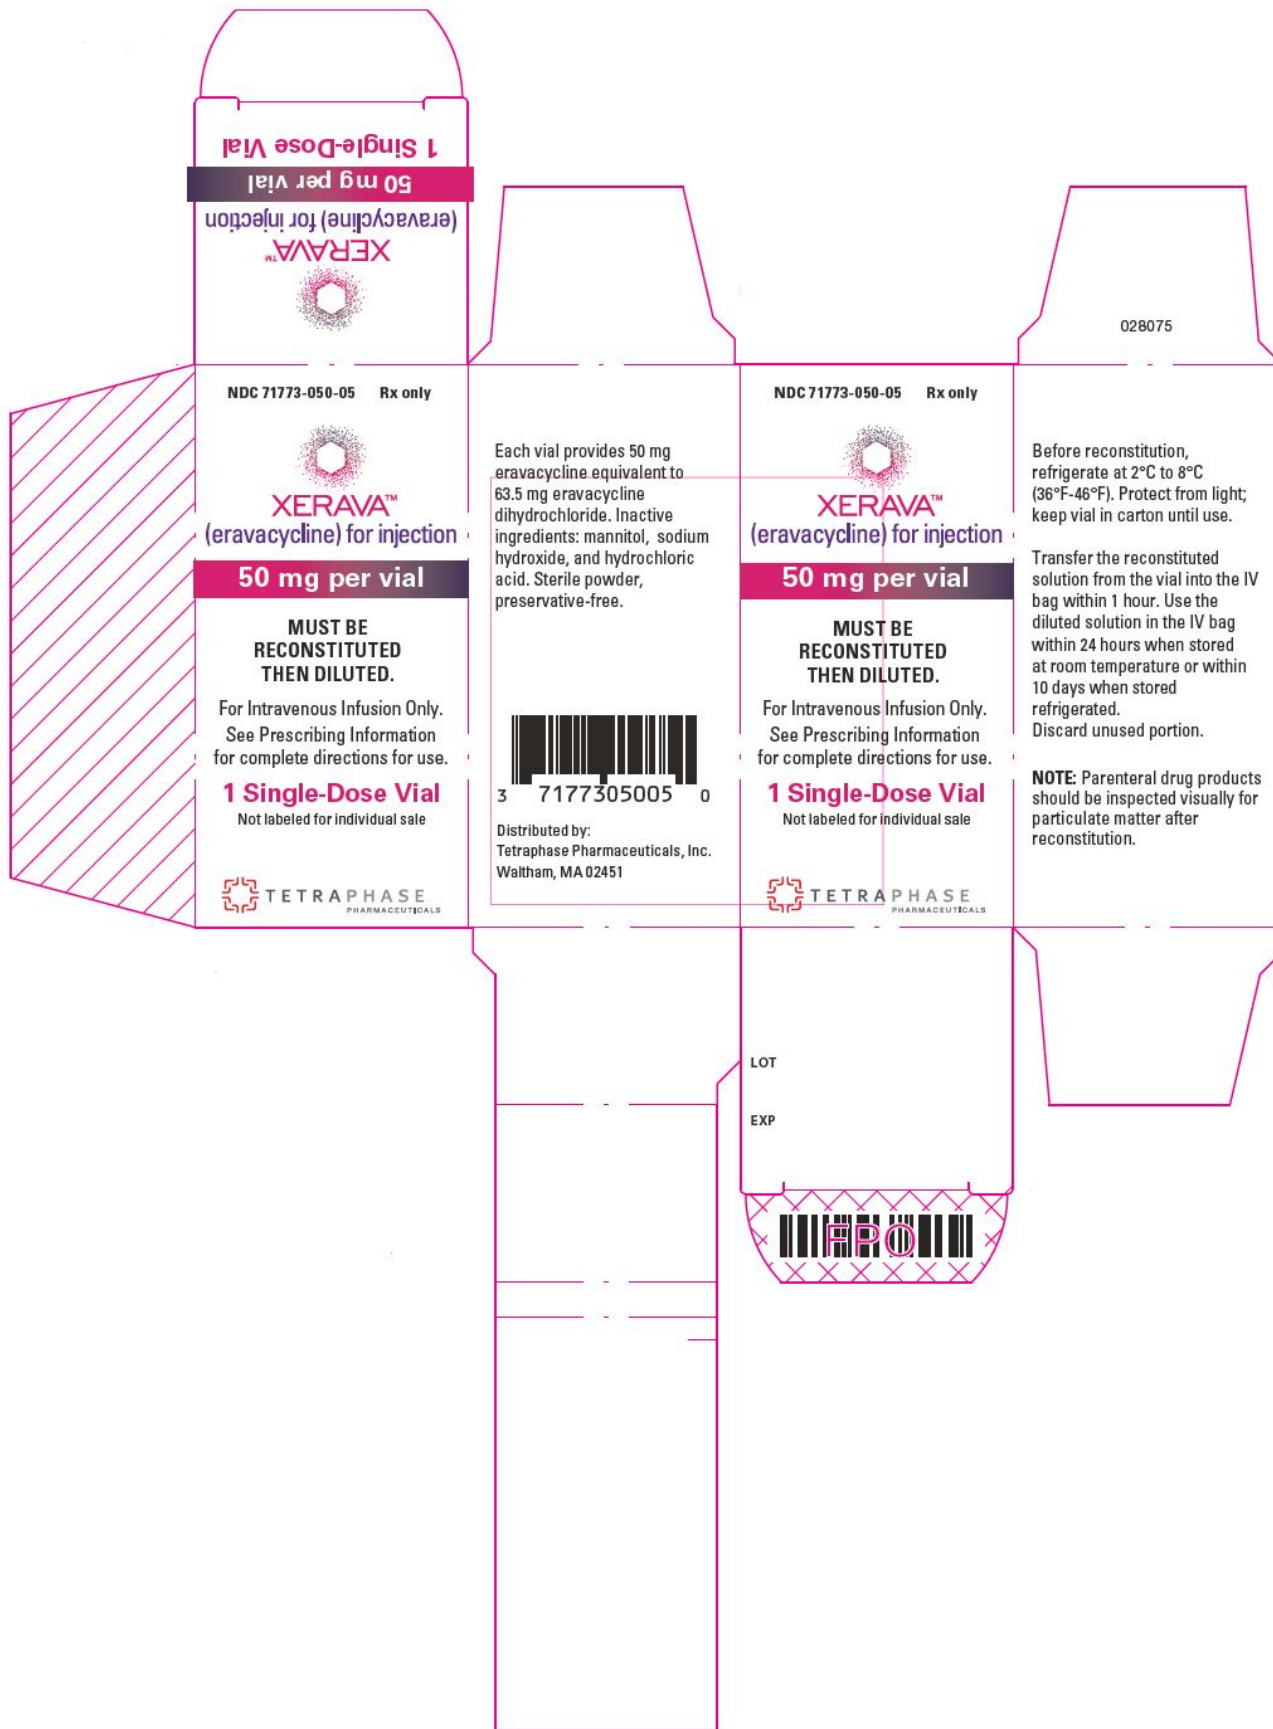 1 Single-Dose Vial
50 mg per vial
(eravacycline) for injection
XERAVA™
028075
NDC 71773-050-05 Rx only
XERAVA™
(eravacycline) for injection
50 mg per vial
MUST BE
RECONSTITUTED
THEN DILUTED.
For Intravenous Infusion Only.
See Prescribing Information
for complete directions for use.
1 Single-Dose Vial
Not labeled for individual sale
TETRAPHASE
PHARMACEUTICALS
Each vial provides 50 mg
eravacycline equivalent to
63.5 mg eravacycline
dihydrochloride. Inactive
ingredients: mannitol, sodium
hydroxide, and hydrochloric
acid. Sterile powder,
preservative-free.
3 7177305005 0
Distributed by:
Tetraphase Pharmaceuticals, Inc.
Waltham, MA 02451
NDC 71773-050-05 Rx only
XERAVA™
(eravacycline) for injection
50 mg per vial
MUST BE
RECONSTITUTED
THEN DILUTED.
For Intravenous Infusion Only.
See Prescribing Information
for complete directions for use.
1 Single-Dose Vial
Not labeled for individual sale
TETRAPHASE
PHARMACEUTICALS
Before reconstitution,
refrigerate at 2°C to 8°C
(36°F-46°F). Protect from light;
keep vial in carton until use.
Transfer the reconstituted
solution from the vial into the IV
bag within 1 hour. Use the
diluted solution in the IV bag
within 24 hours when stored
at room temperature or within
10 days when stored
refrigerated.
Discard unused portion.
NOTE: Parenteral drug products
should be inspected visually for
particulate matter after
reconstitution.
LOT
EXP
FPO